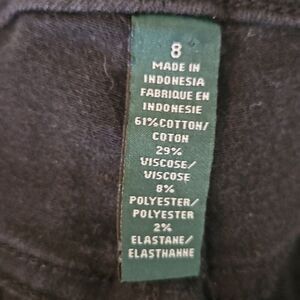 8
MADE IN
INDONESIA
FABRIQUE EN
INDONESIE
61% COTTON/
COTON
29%
VISCOSE/
VISCOSE
8%
POLYESTER/
POLYESTER
2%
ELASTANE/
ELASTHANNE